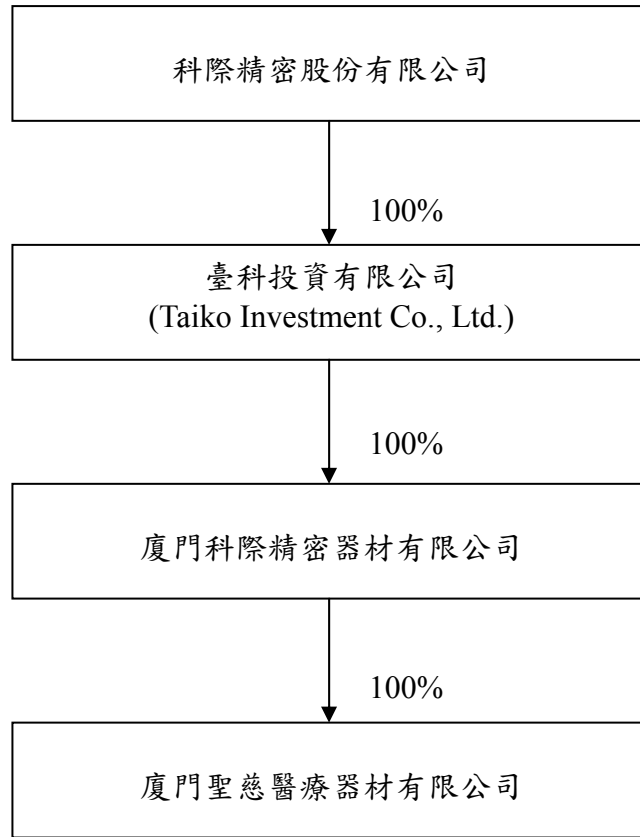 科際精密股份有限公司
100%
臺科投資有限公司
(Taiko Investment Co., Ltd.)
100%
廈門科際精密器材有限公司
100%
廈門聖慈醫療器材有限公司